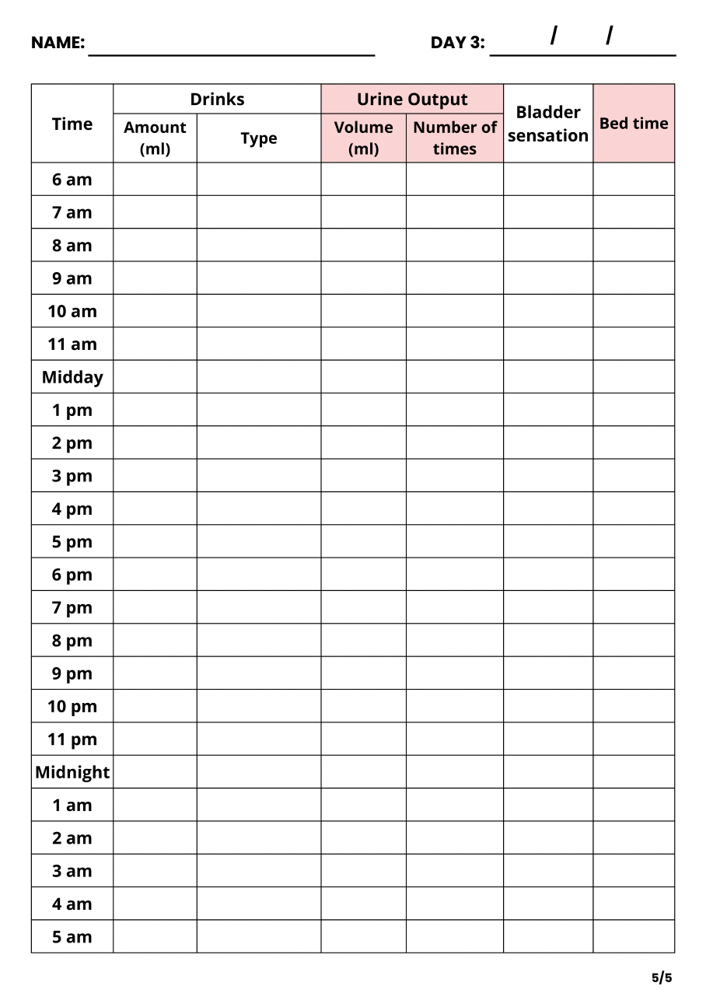 NAME: DAY 3: / /
Drinks Urine Output
Time Bladder sensation Bed time
Amount (ml) Type Volume (ml) Number of times
6 am
7 am
8 am
9 am
10 am
11 am
Midday
1 pm
2 pm
3 pm
4 pm
5 pm
6 pm
7 pm
8 pm
9 pm
10 pm
11 pm
Midnight
1 am
2 am
3 am
4 am
5 am
5/5